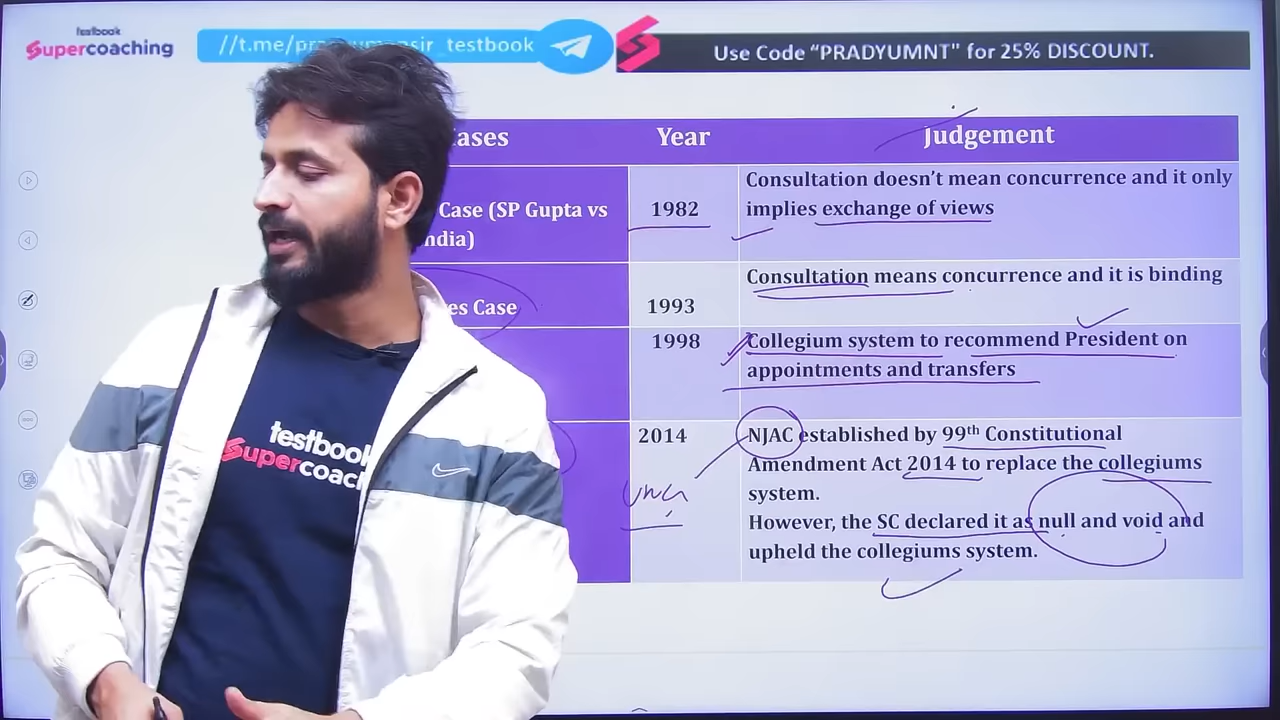 testbook
Supercoaching
//t.me/pra sir_testbook
Use Code “PRADYUMNT" for 25% DISCOUNT.
ases
Year
Judgement
Case (SP Gupta vs
ndia)
1982
Consultation doesn’t mean concurrence and it only
implies exchange of views
es Case
1993
Consultation means concurrence and it is binding
1998
Collegium system to recommend President on
appointments and transfers
2014
NJAC established by 99th Constitutional
Amendment Act 2014 to replace the collegiums
system.
However, the SC declared it as null and void and
upheld the collegiums system.
testbook
Supercoac